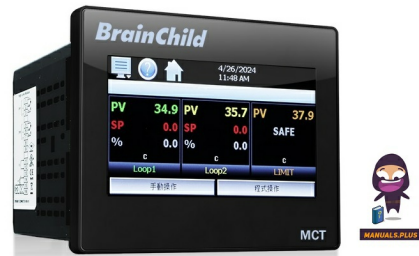 BrainChild
4/26/2024
11:48 AM
PV 34.9 PV 35.7 PV 37.9
SP 0.0 SP 0.0 SAFE
% 0.0 % 0.0
c c c
Loop1 Loop2 LIMIT
手動操作 程式操作
MCT
MANUALS.PLUS